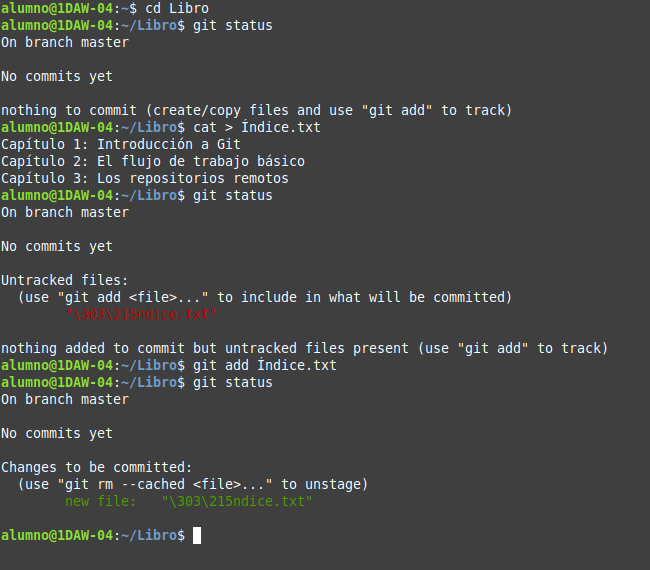 alumno@1DAW-04:~$ cd Libro
alumno@1DAW-04:~/Libro$ git status
On branch master
No commits yet
nothing to commit (create/copy files and use "git add" to track)
alumno@1DAW-04:~/Libro$ cat > Índice.txt
Capítulo 1: Introducción a Git
Capítulo 2: El flujo de trabajo básico
Capítulo 3: Los repositorios remotos
alumno@1DAW-04:~/Libro$ git status
On branch master
No commits yet
Untracked files:
  (use "git add <file>..." to include in what will be committed)
        "\303\215ndice.txt"
nothing added to commit but untracked files present (use "git add" to track)
alumno@1DAW-04:~/Libro$ git add Índice.txt
alumno@1DAW-04:~/Libro$ git status
On branch master
No commits yet
Changes to be committed:
  (use "git rm --cached <file>..." to unstage)
        new file:   "\303\215ndice.txt"
alumno@1DAW-04:~/Libro$